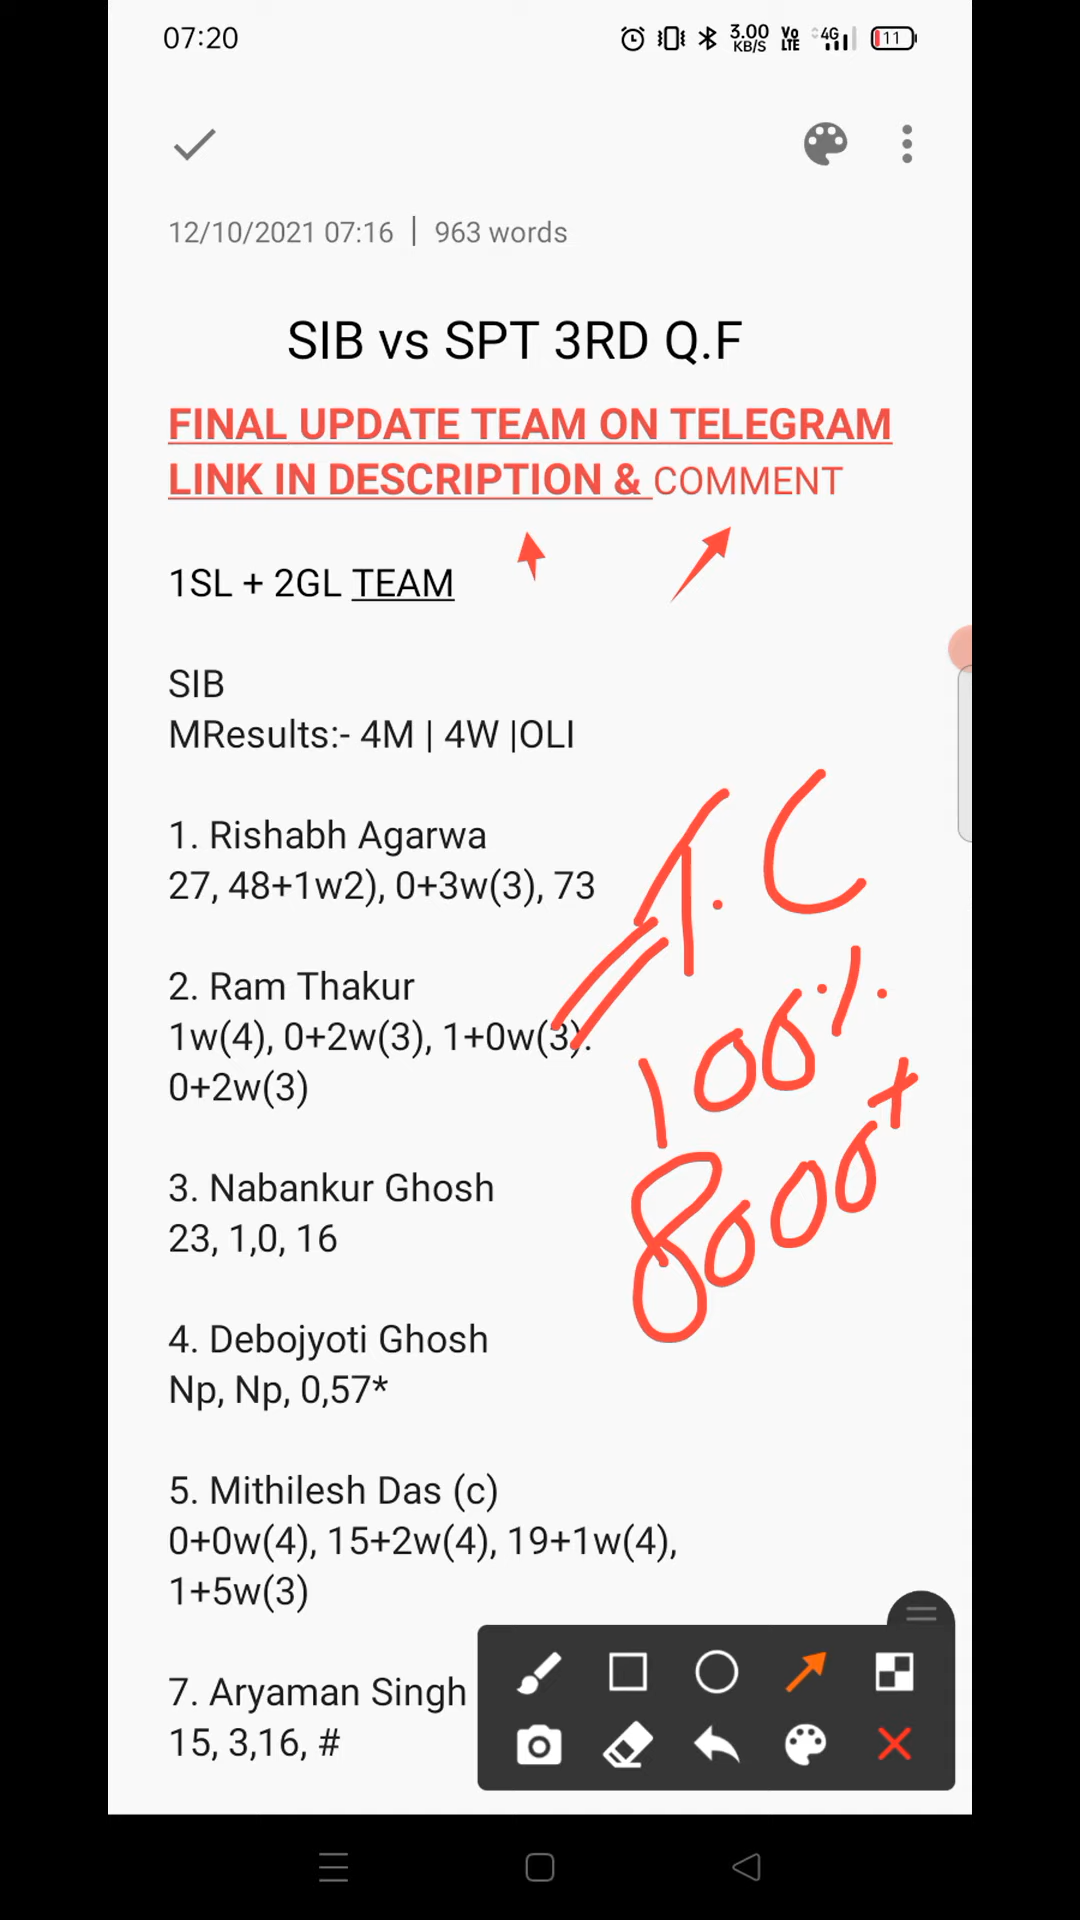 07:20 3.00 KB/S Vo LTE 4G 11
12/10/2021 07:16 | 963 words
SIB vs SPT 3RD Q.F
FINAL UPDATE TEAM ON TELEGRAM
LINK IN DESCRIPTION & COMMENT
1SL + 2GL TEAM
SIB
MResults:- 4M | 4W |OLI
1. Rishabh Agarwa
27, 48+1w2), 0+3w(3), 73
T.C
2. Ram Thakur
1w(4), 0+2w(3), 1+0w(3).
0+2w(3)
100%
8000+
3. Nabankur Ghosh
23, 1,0, 16
4. Debojyoti Ghosh
Np, Np, 0,57*
5. Mithilesh Das (c)
0+0w(4), 15+2w(4), 19+1w(4),
1+5w(3)
7. Aryaman Singh
15, 3,16, #